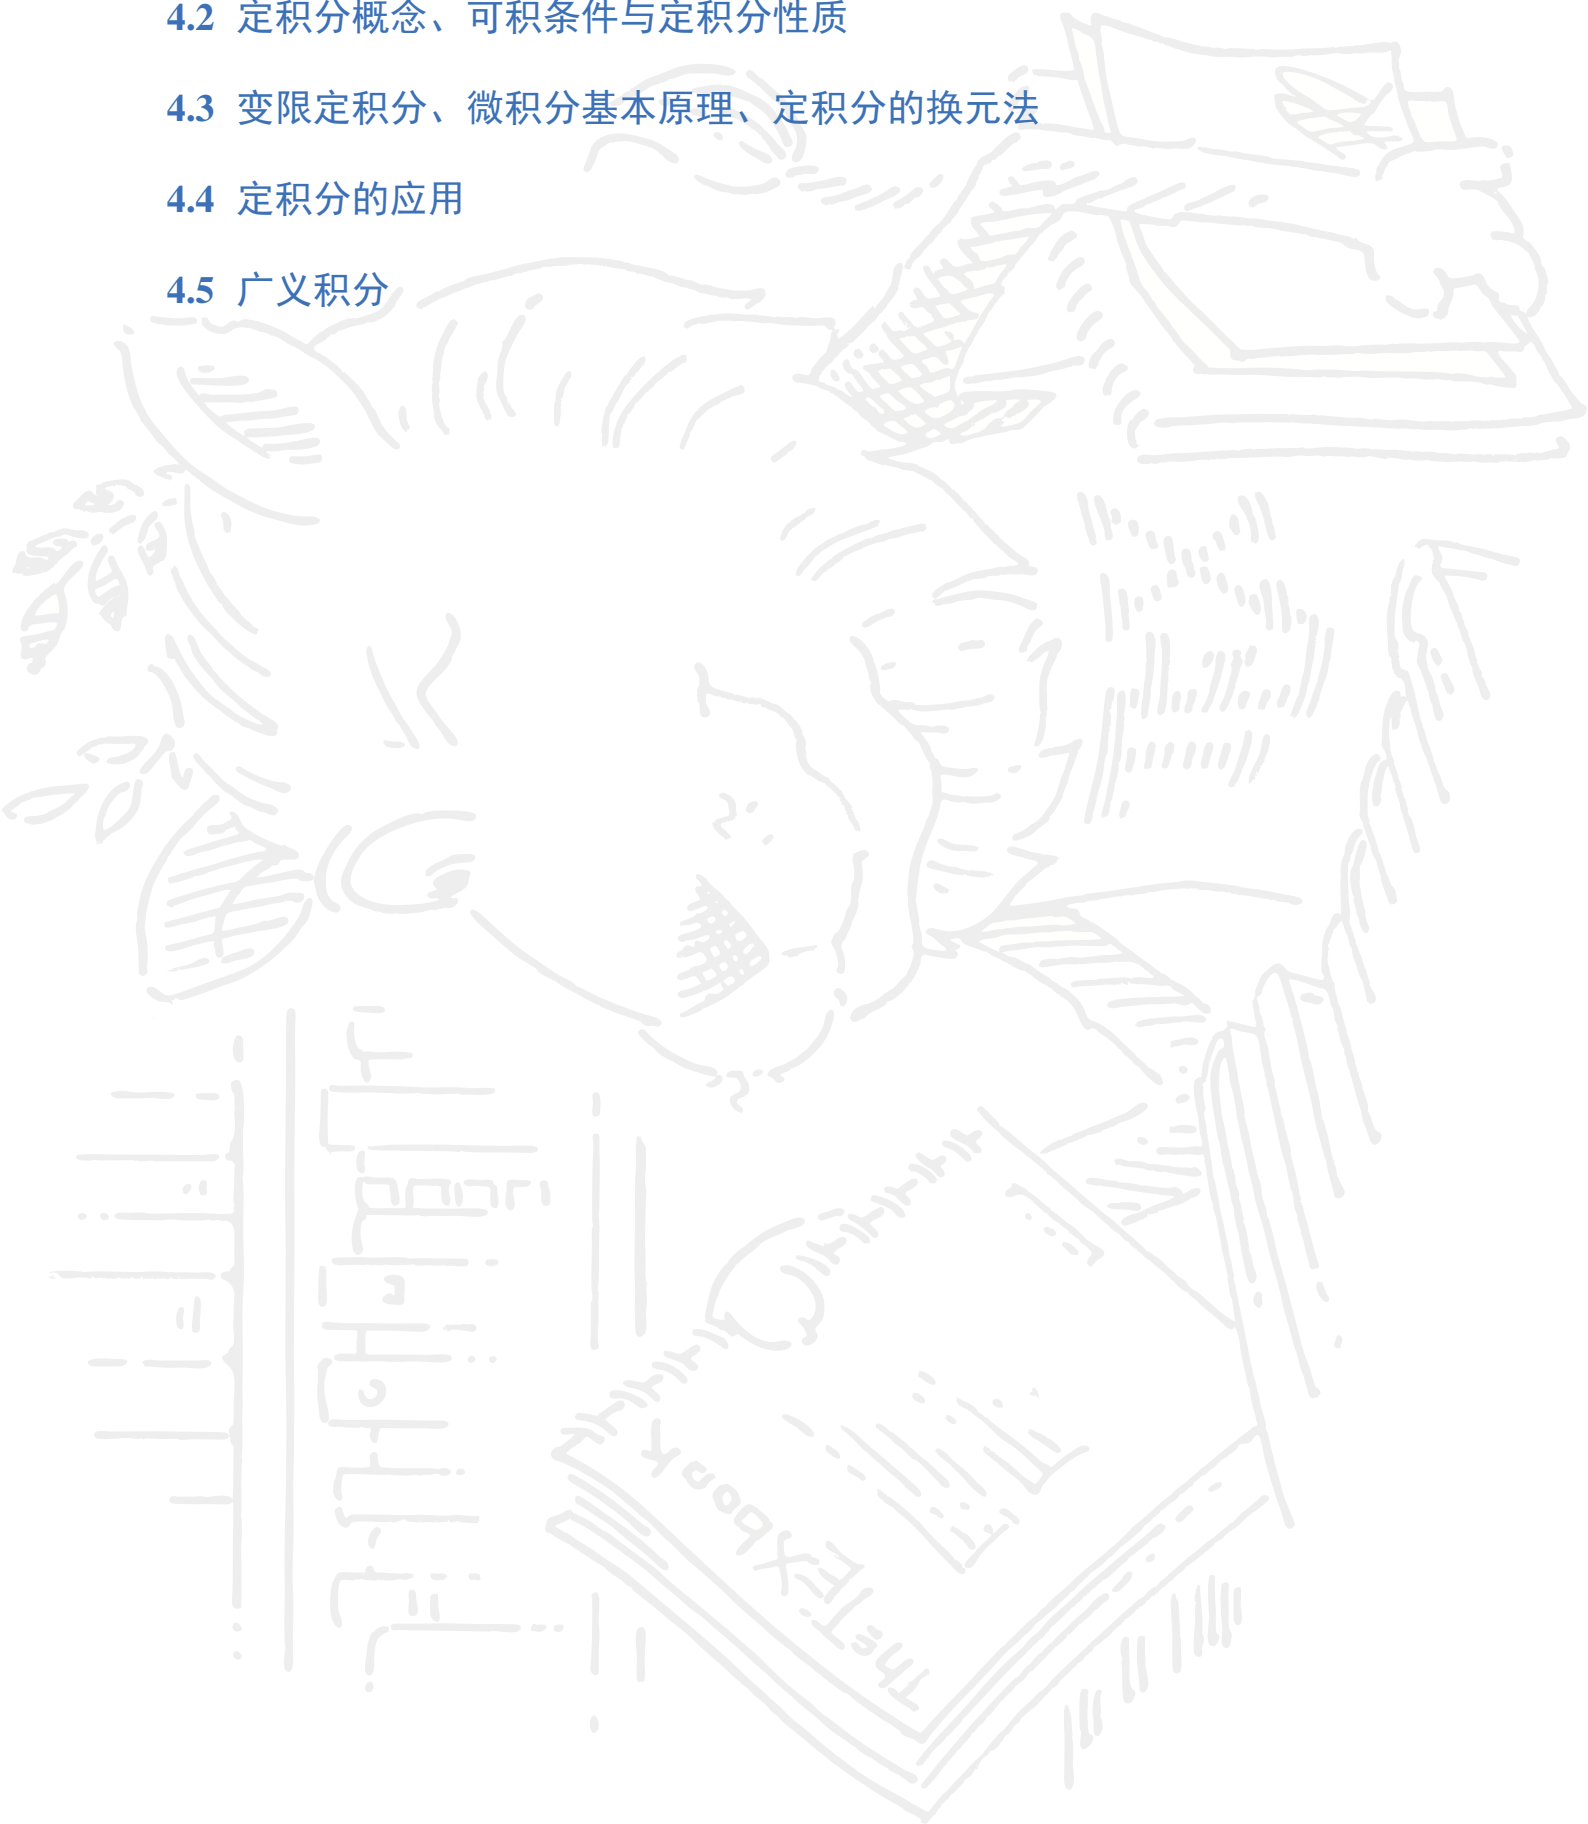 4.2 定积分概念、可积条件与定积分性质
4.3 变限定积分、微积分基本原理、定积分的换元法
4.4 定积分的应用
4.5 广义积分
The TEXbook